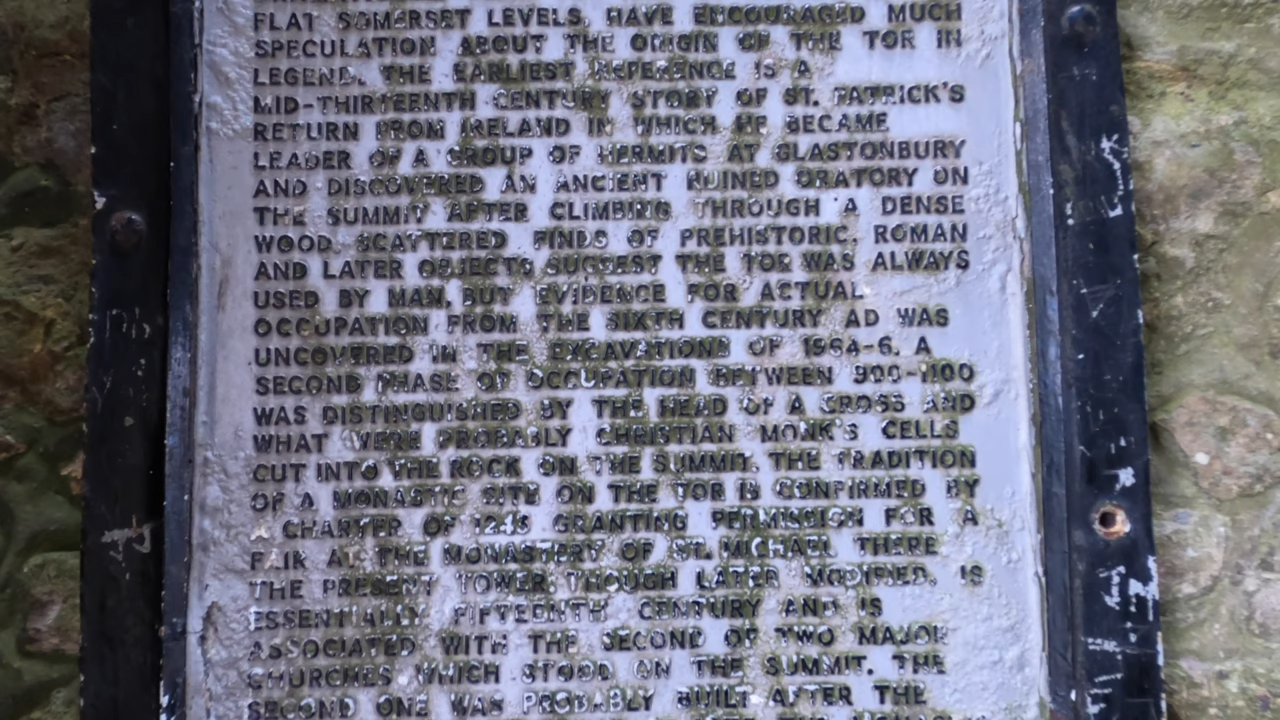 FLAT SOMERSET LEVELS, HAVE ENCOURAGED MUCH
SPECULATION ABOUT THE ORIGIN OF THE TOR IN
LEGEND. THE EARLIEST REFERENCE IS A
MID-THIRTEENTH CENTURY STORY OF ST. PATRICK'S
RETURN FROM IRELAND IN WHICH HE BECAME
LEADER OF A GROUP OF HERMITS AT GLASTONBURY
AND DISCOVERED AN ANCIENT RUINED ORATORY ON
THE SUMMIT AFTER CLIMBING THROUGH A DENSE
WOOD. SCATTERED FINDS OF PREHISTORIC, ROMAN
AND LATER OBJECTS SUGGEST THE TOR WAS ALWAYS
USED BY MAN, BUT EVIDENCE FOR ACTUAL
OCCUPATION FROM THE SIXTH CENTURY AD WAS
UNCOVERED IN THE EXCAVATIONS OF 1964-6. A
SECOND PHASE OF OCCUPATION BETWEEN 900-1100
WAS DISTINGUISHED BY THE HEAD OF A CROSS AND
WHAT WERE PROBABLY CHRISTIAN MONK'S CELLS
CUT INTO THE ROCK ON THE SUMMIT. THE TRADITION
OF A MONASTIC SITE ON THE TOR IS CONFIRMED BY
A CHARTER OF GRANTING PERMISSION FOR A
FAIR AT THE MONASTERY OF ST. MICHAEL THERE
THE PRESENT TOWER, THOUGH LATER MODIFIED, IS
ESSENTIALLY FIFTEENTH CENTURY AND IS
ASSOCIATED WITH THE SECOND OF TWO MAJOR
CHURCHES WHICH STOOD ON THE SUMMIT. THE
SECOND ONE WAS PROBABLY BUILT AFTER THE